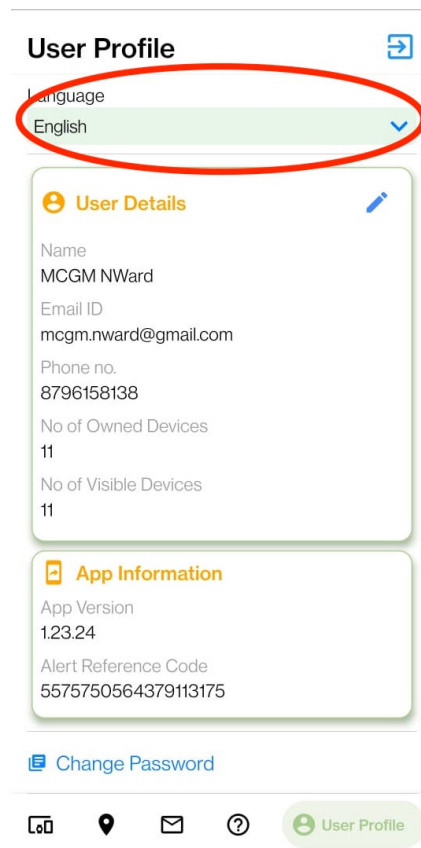 User Profile
Language
English
User Details
Name
MCGM NWard
Email ID
mcgm.nward@gmail.com
Phone no.
8796158138
No of Owned Devices
11
No of Visible Devices
11
App Information
App Version
1.23.24
Alert Reference Code
5575750564379113175
Change Password
User Profile